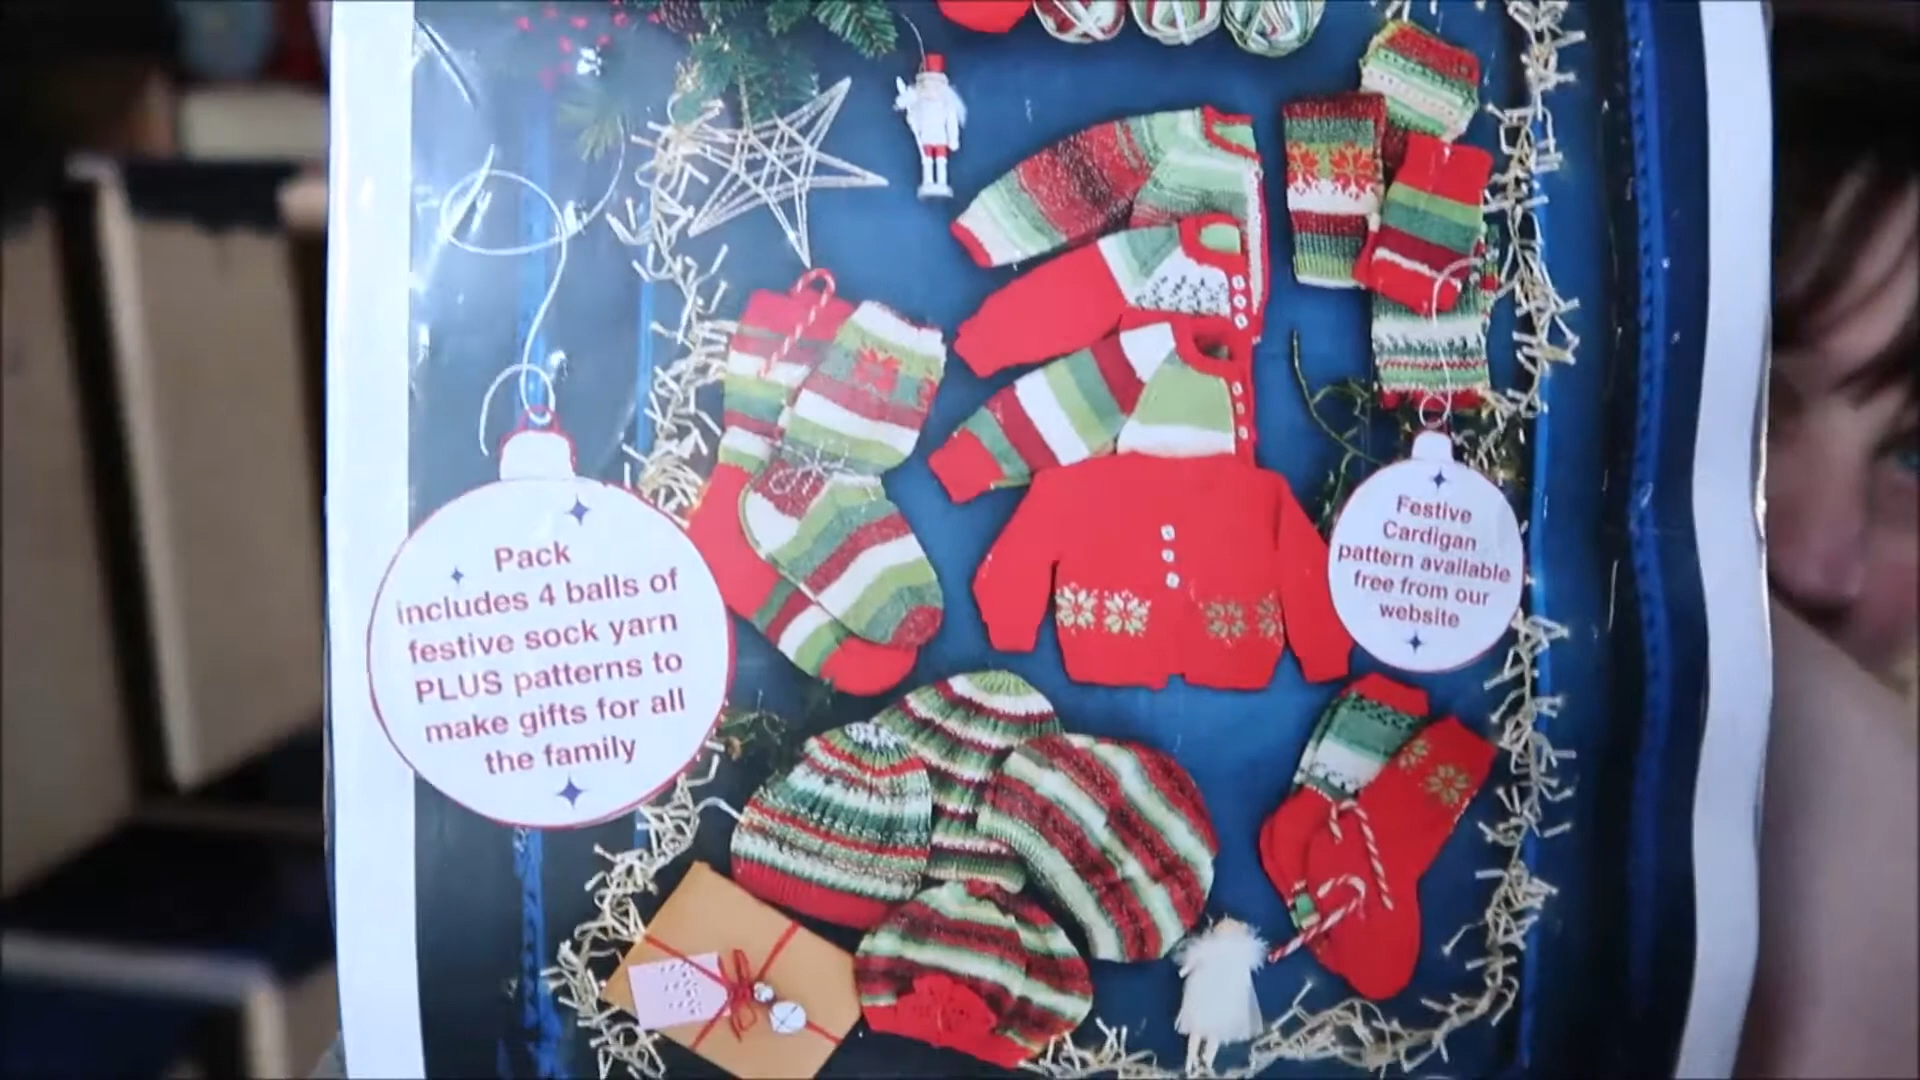 Pack
includes 4 balls of
festive sock yarn
PLUS patterns to
make gifts for all
the family
Festive
Cardigan
pattern available
free from our
website